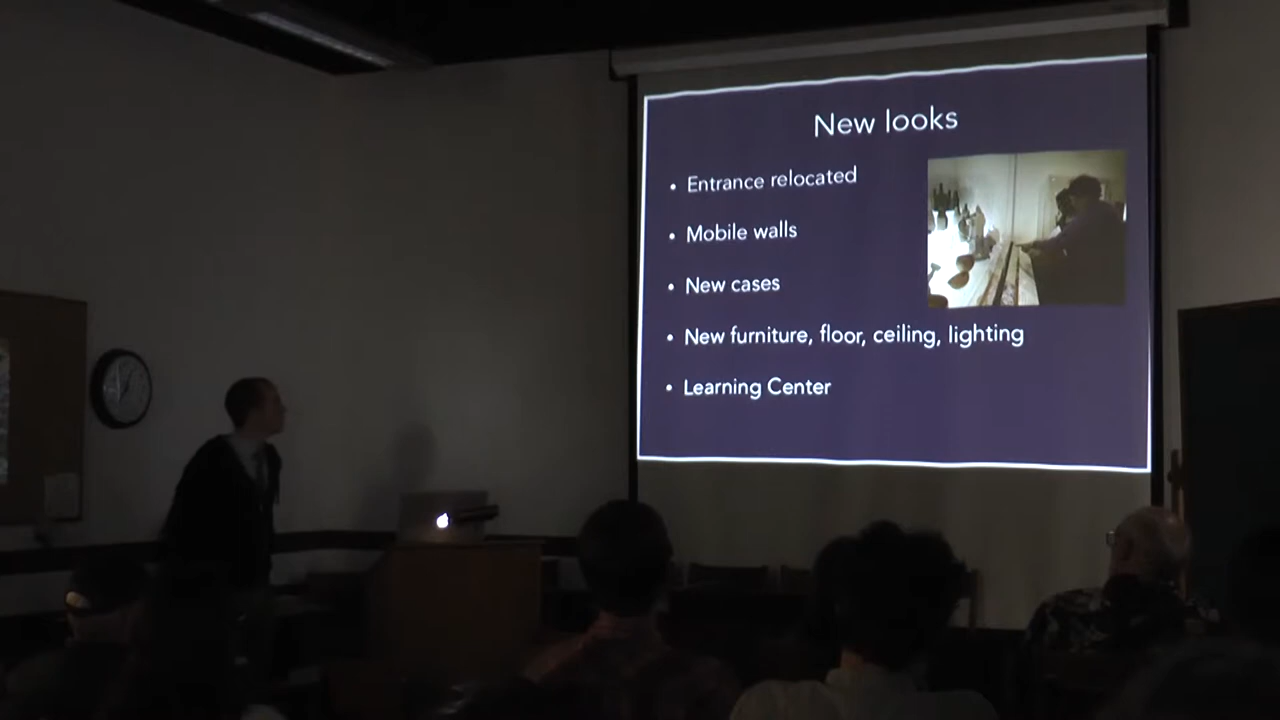 New looks
• Entrance relocated
• Mobile walls
• New cases
• New furniture, floor, ceiling, lighting
• Learning Center